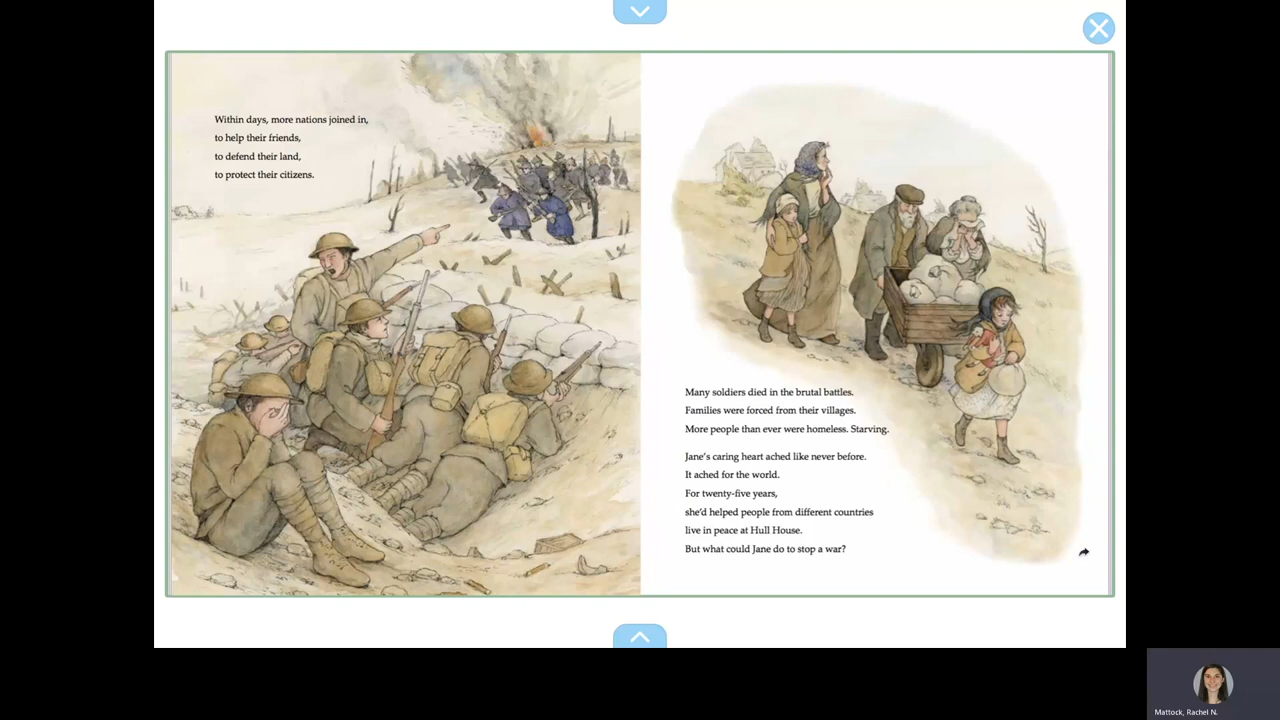 Within days, more nations joined in,
to help their friends,
to defend their land,
to protect their citizens.
Many soldiers died in the brutal battles.
Families were forced from their villages.
More people than ever were homeless. Starving.
Jane's caring heart ached like never before.
It ached for the world.
For twenty-five years,
she'd helped people from different countries
live in peace at Hull House.
But what could Jane do to stop a war?
Mattock, Rachel N.